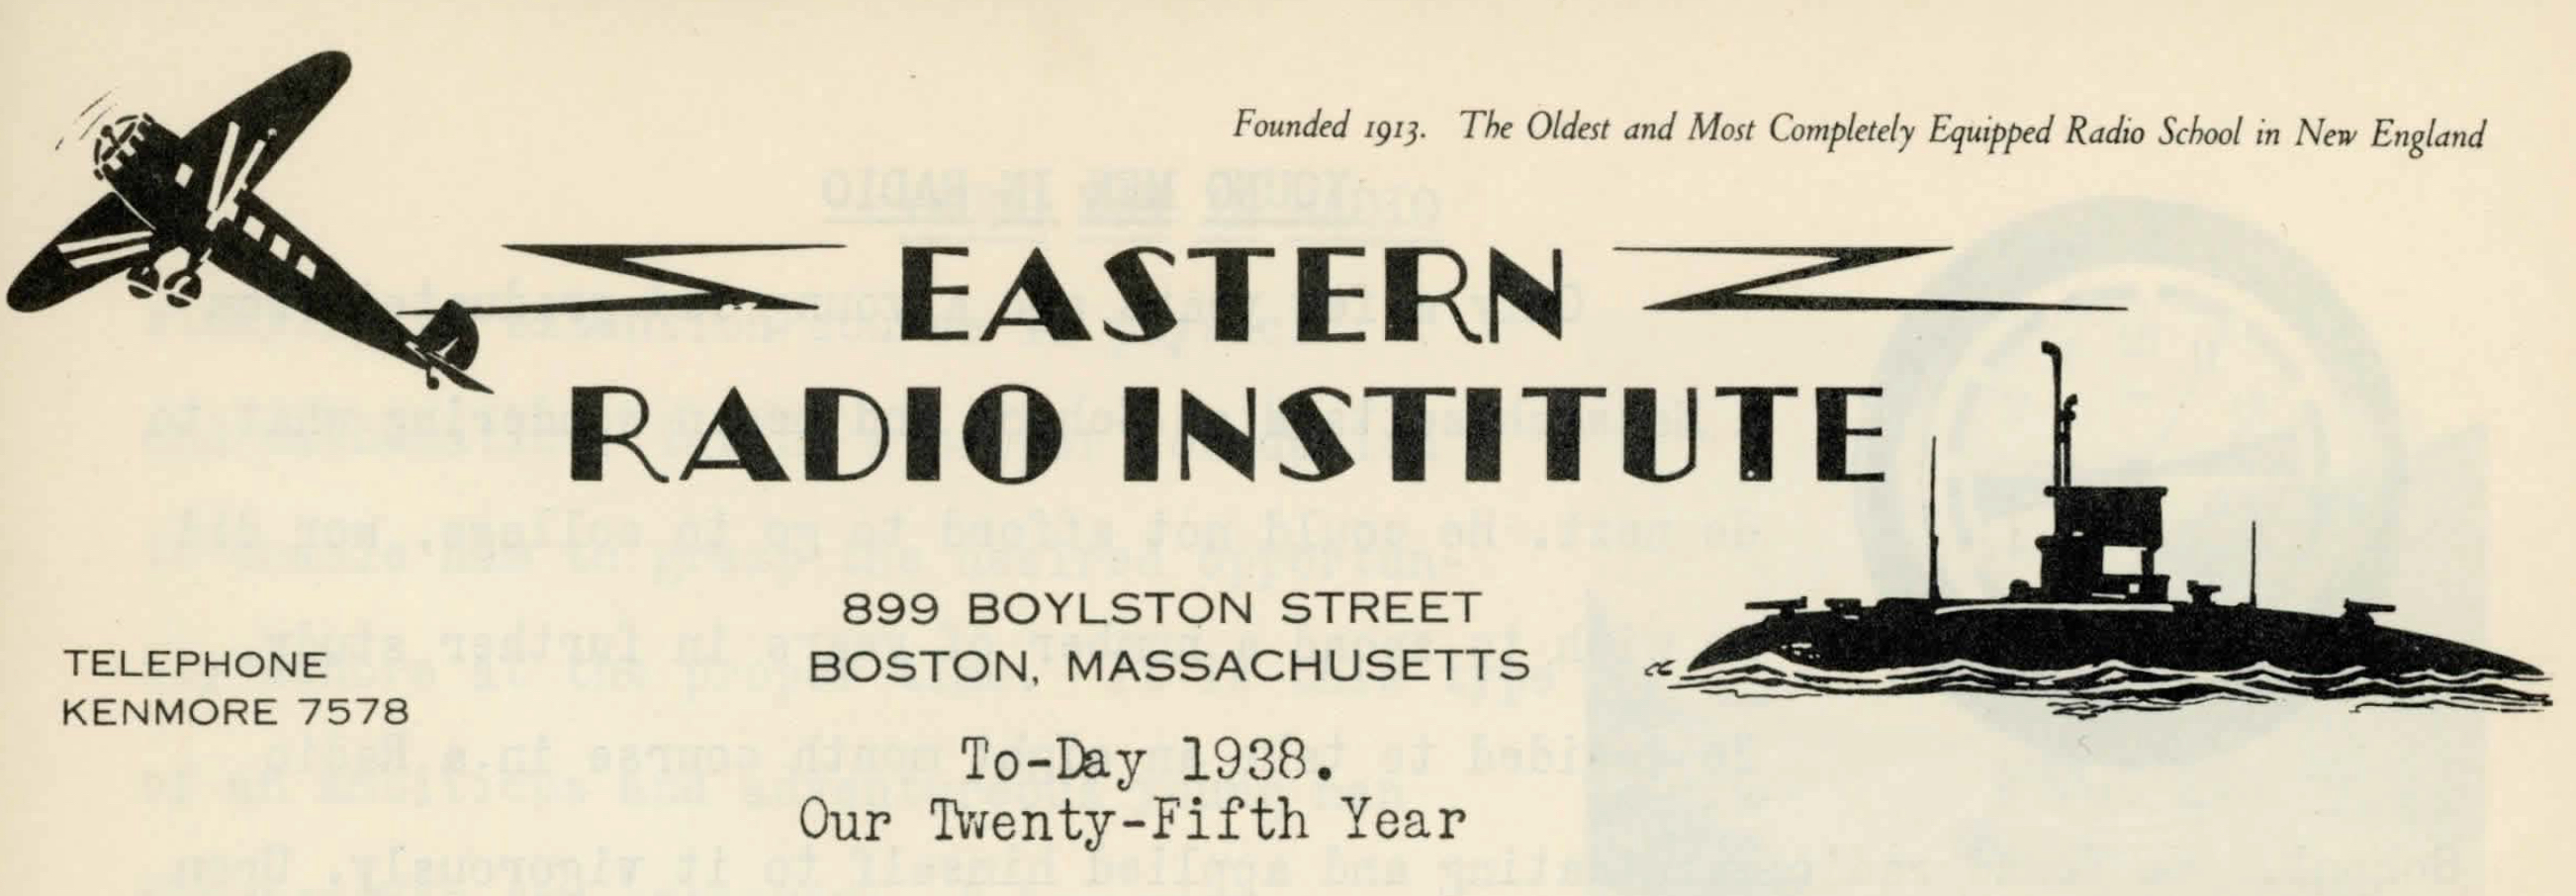 Founded 1913. The Oldest and Most Completely Equipped Radio School in New England
EASTERN
RADIO INSTITUTE
899 BOYLSTON STREET
BOSTON, MASSACHUSETTS
TELEPHONE
KENMORE 7578
To-Day 1938.
Our Twenty-Fifth Year